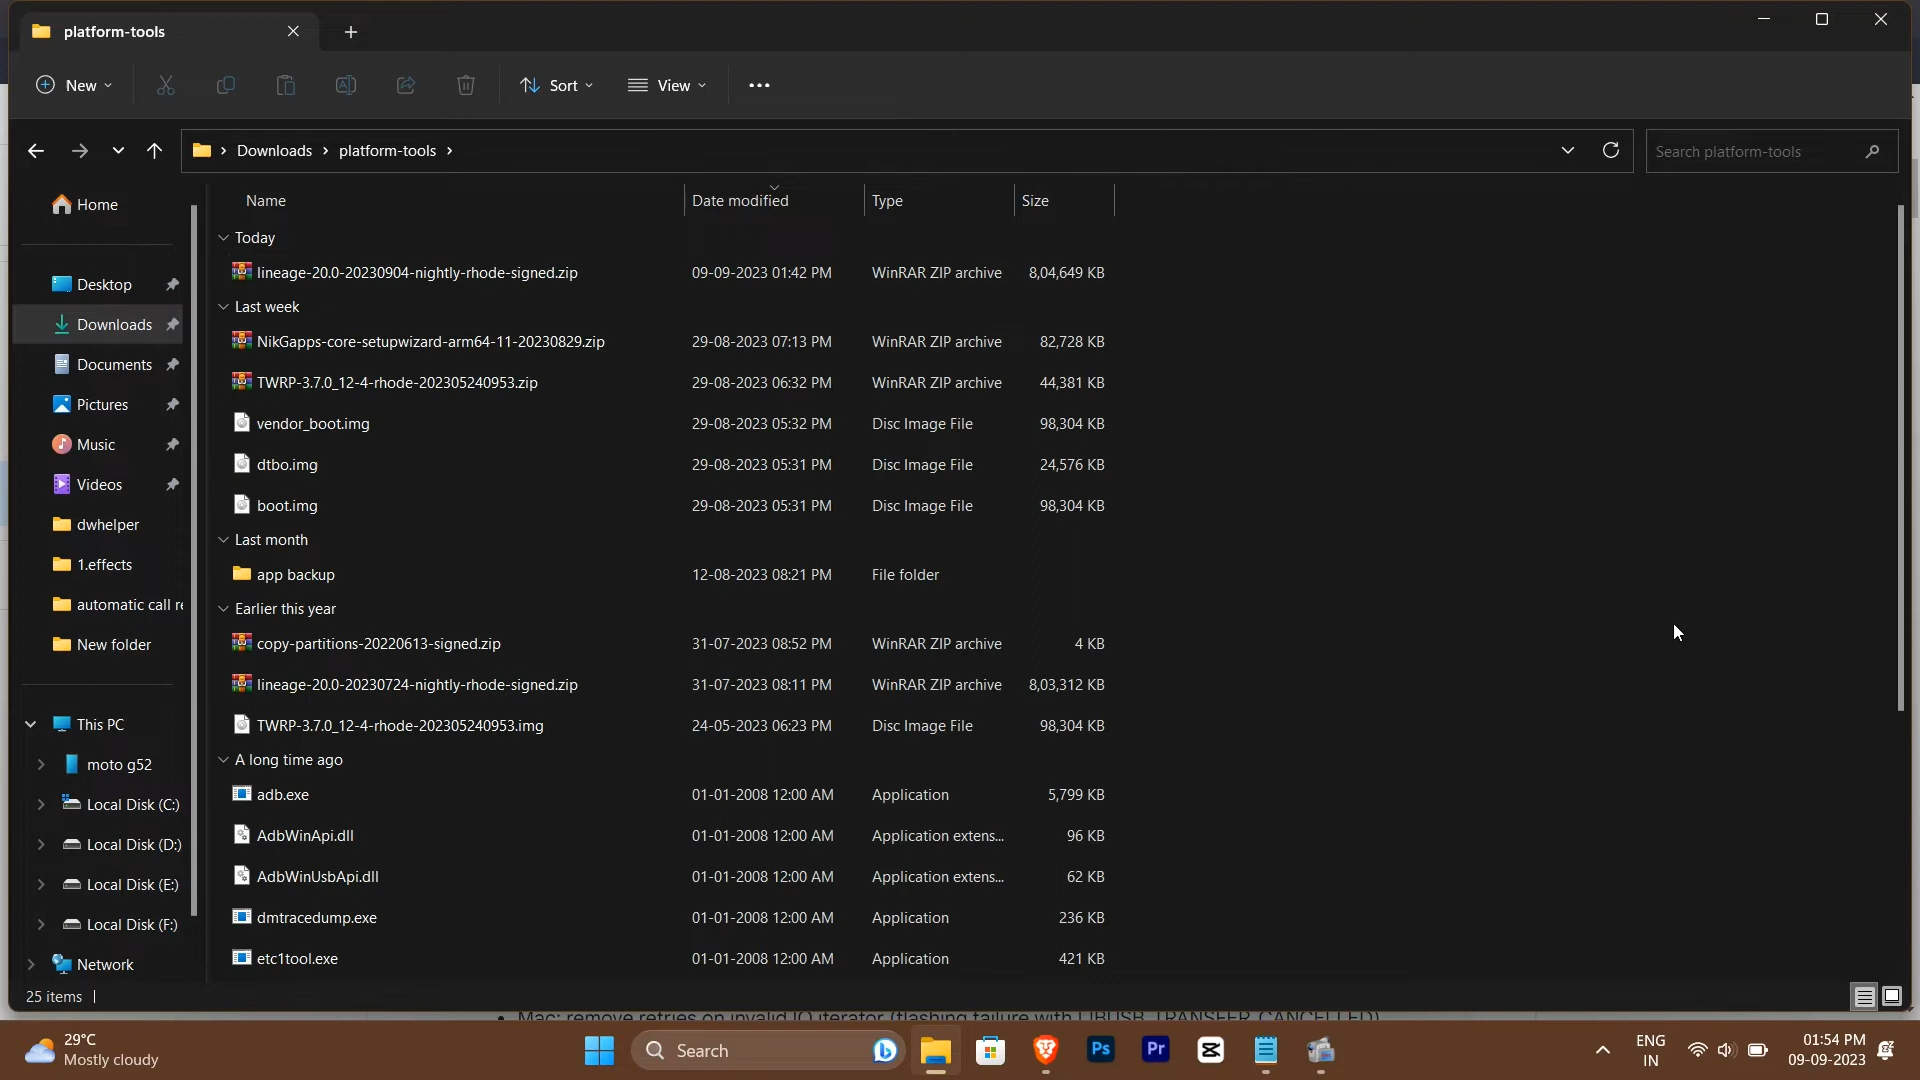 platform-tools
New
Sort
View
Downloads
platform-tools
Search platform-tools
Name
Date modified
Type
Size
Home
Desktop
Downloads
Documents
Pictures
Music
Videos
dwhelper
1.effects
automatic call re
New folder
This PC
moto g52
Local Disk (C:)
Local Disk (D:)
Local Disk (E:)
Local Disk (F:)
Network
Today
lineage-20.0-20230904-nightly-rhode-signed.zip 09-09-2023 01:42 PM WinRAR ZIP archive 8,04,649 KB
Last week
NikGapps-core-setupwizard-arm64-11-20230829.zip 29-08-2023 07:13 PM WinRAR ZIP archive 82,728 KB
TWRP-3.7.0_12-4-rhode-202305240953.zip 29-08-2023 06:32 PM WinRAR ZIP archive 44,381 KB
vendor_boot.img 29-08-2023 05:32 PM Disc Image File 98,304 KB
dtbo.img 29-08-2023 05:31 PM Disc Image File 24,576 KB
boot.img 29-08-2023 05:31 PM Disc Image File 98,304 KB
Last month
app backup 12-08-2023 08:21 PM File folder
Earlier this year
copy-partitions-20220613-signed.zip 31-07-2023 08:52 PM WinRAR ZIP archive 4 KB
lineage-20.0-20230724-nightly-rhode-signed.zip 31-07-2023 08:11 PM WinRAR ZIP archive 8,03,312 KB
TWRP-3.7.0_12-4-rhode-202305240953.img 24-05-2023 06:23 PM Disc Image File 98,304 KB
A long time ago
adb.exe 01-01-2008 12:00 AM Application 5,799 KB
AdbWinApi.dll 01-01-2008 12:00 AM Application extens... 96 KB
AdbWinUsbApi.dll 01-01-2008 12:00 AM Application extens... 62 KB
dmtracedump.exe 01-01-2008 12:00 AM Application 236 KB
etc1tool.exe 01-01-2008 12:00 AM Application 421 KB
25 items
Mac: remove retries on invalid IO iterator (flashing failure with LIBUSB_TRANSFER_CANCELLED)
29°C
Mostly cloudy
Search
Ps
Pr
ENG
IN
01:54 PM
09-09-2023